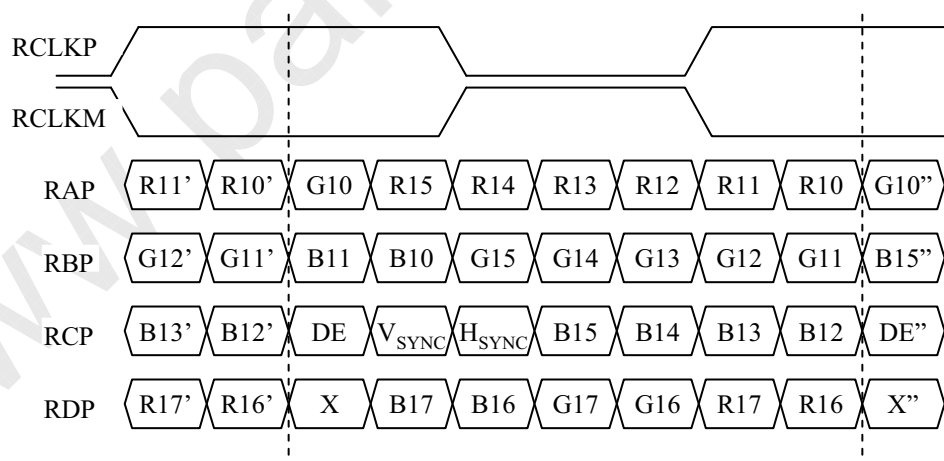 RCLKP
RCLKM
RAP R11’ R10’ G10 R15 R14 R13 R12 R11 R10 G10”
RBP G12’ G11’ B11 B10 G15 G14 G13 G12 G11 B15”
RCP B13’ B12’ DE VSYNC HSYNC B15 B14 B13 B12 DE”
RDP R17’ R16’ X B17 B16 G17 G16 R17 R16 X”